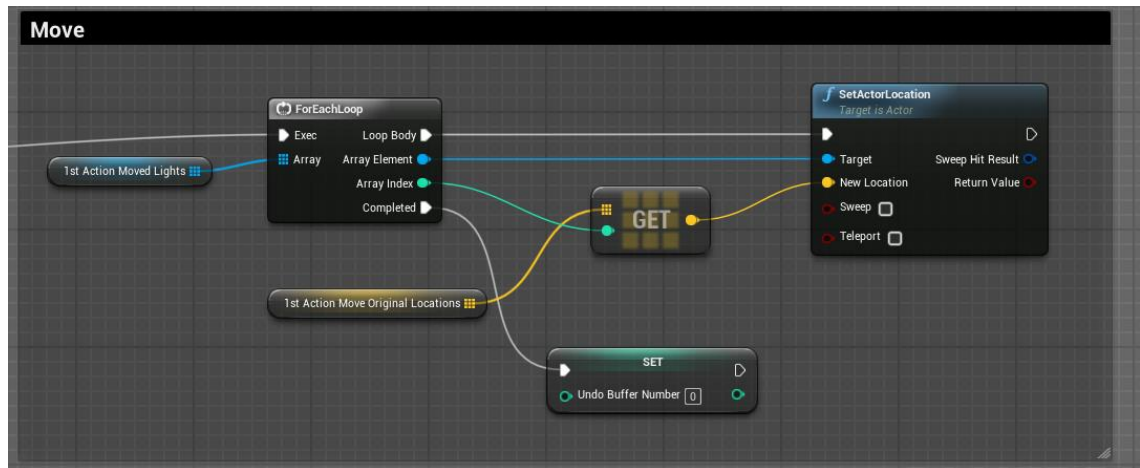 Move
ForEachLoop
Exec
Loop Body
Array
Array Element
Array Index
Completed
1st Action Moved Lights
1st Action Move Original Locations
GET
SET
Undo Buffer Number 0
SetActorLocation
Target is Actor
Target
Sweep Hit Result
New Location
Return Value
Sweep
Teleport